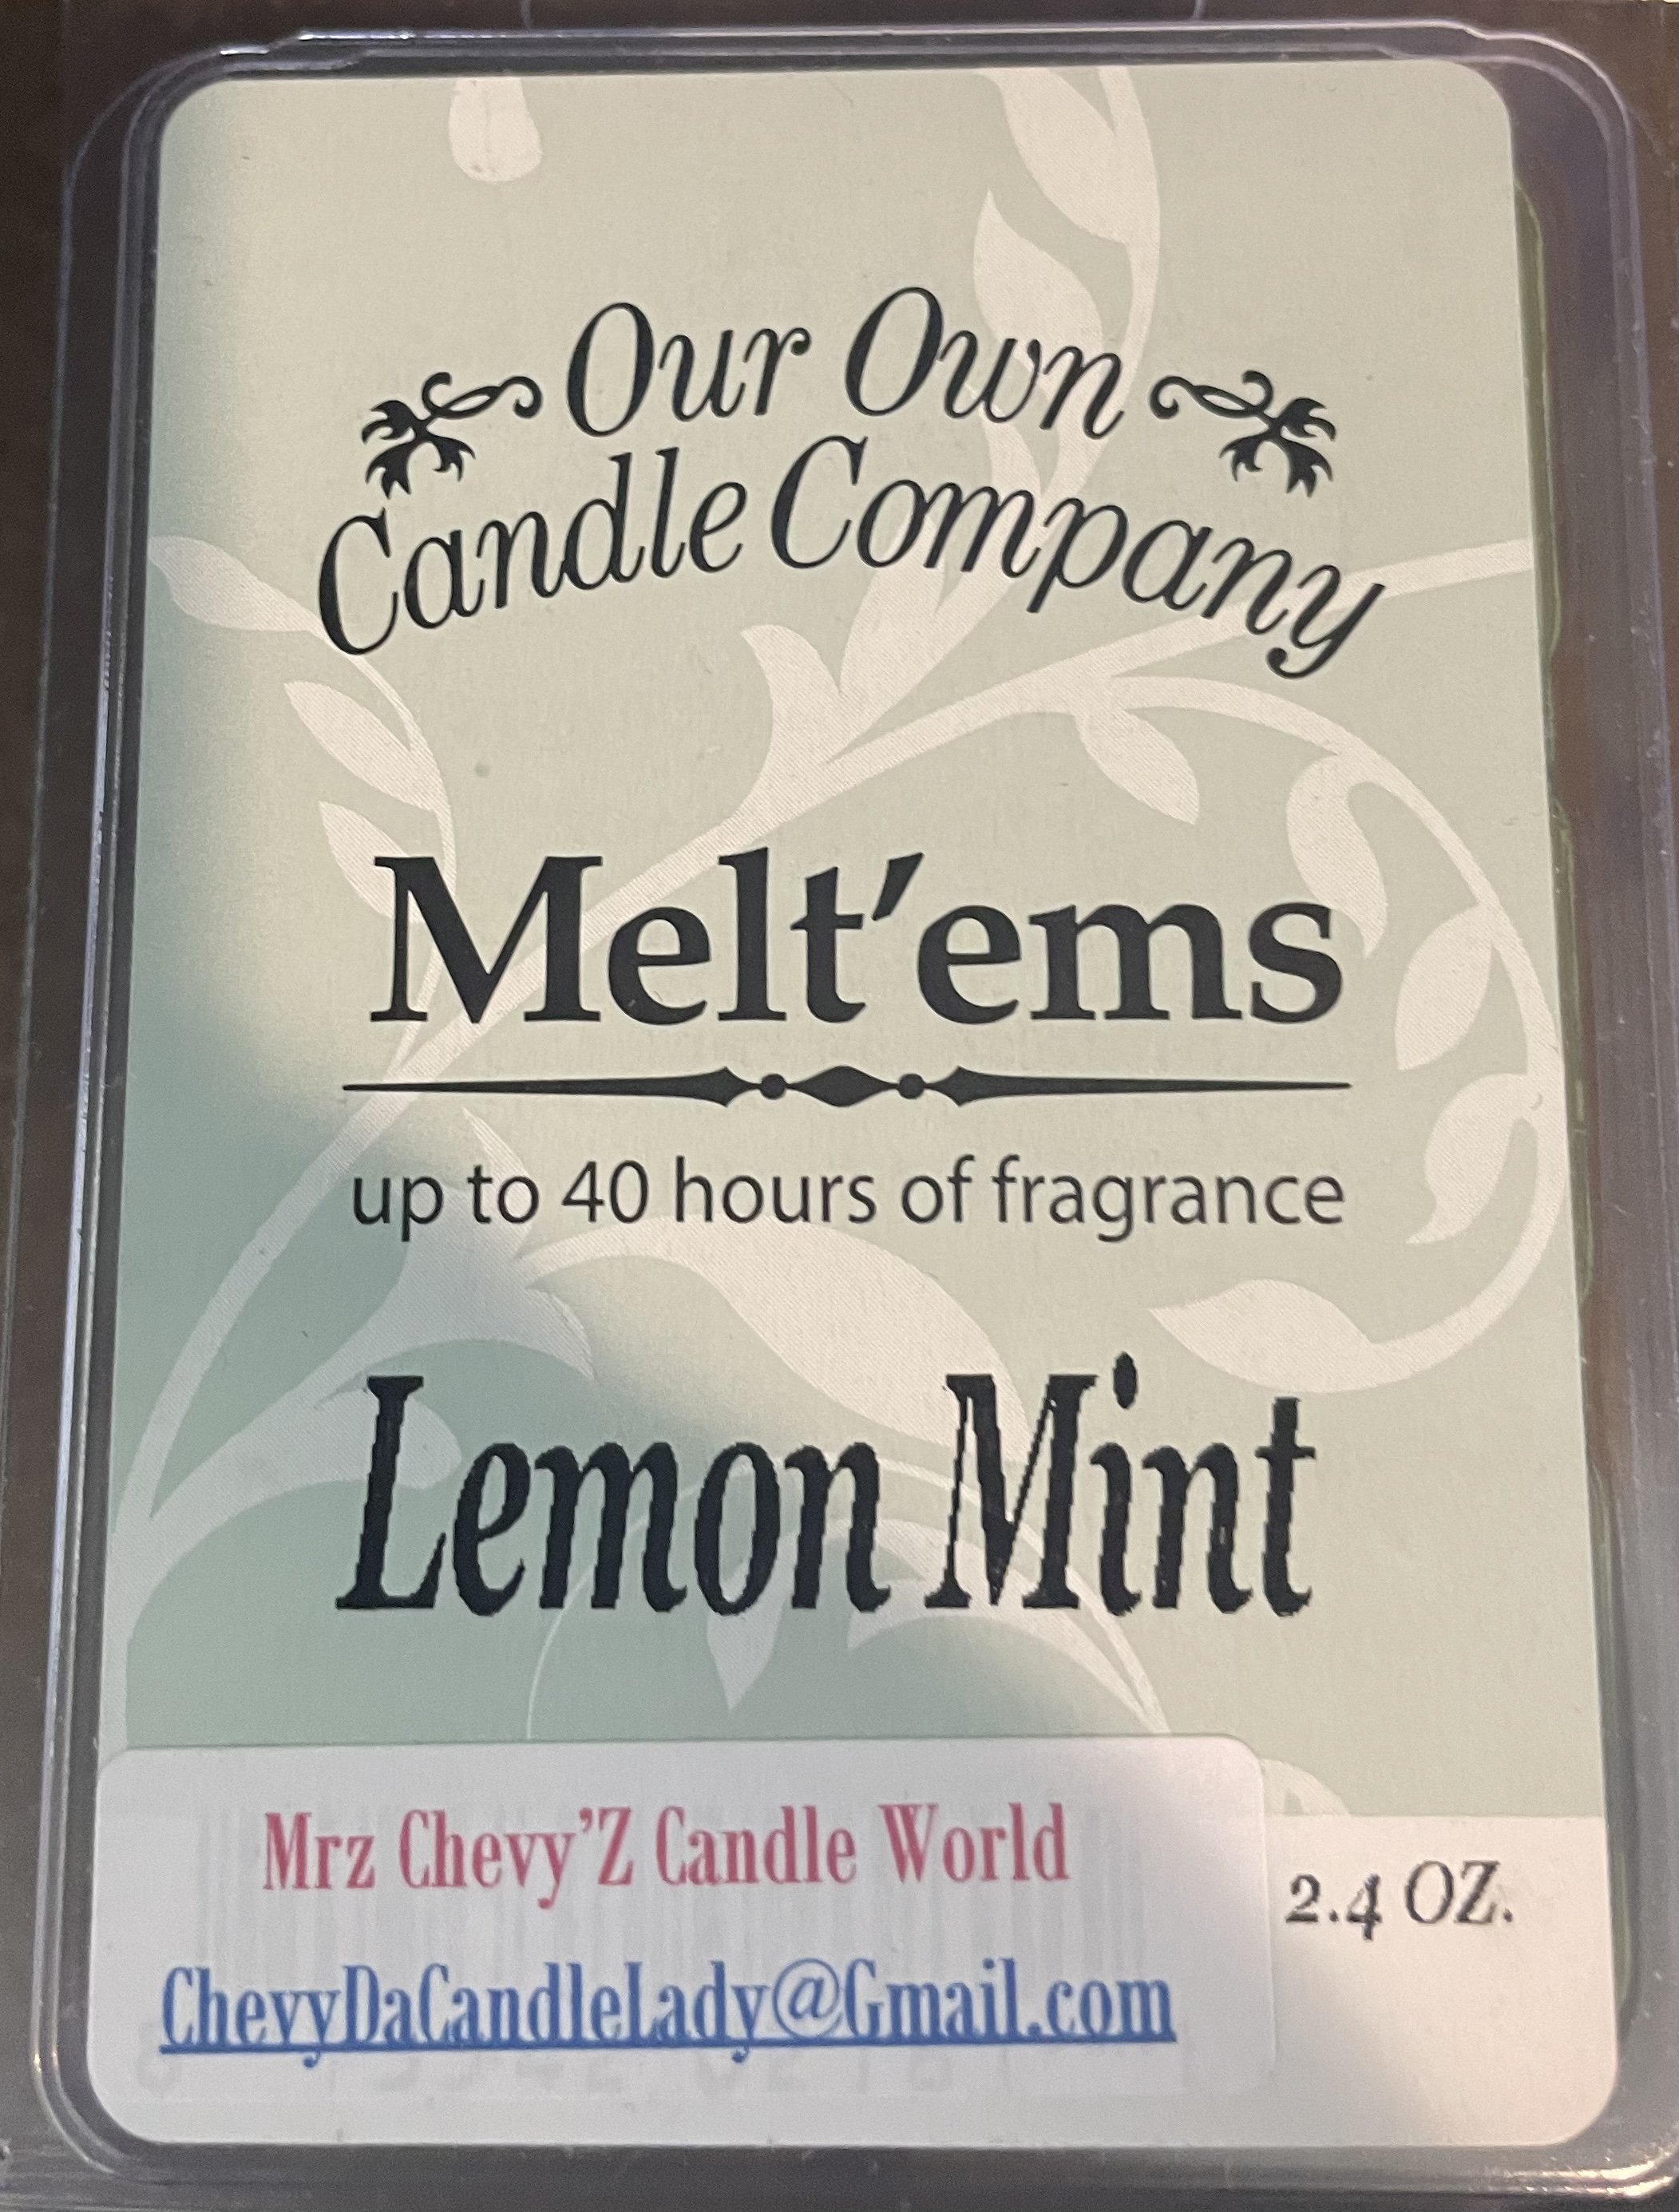 Our Own
Candle Company
Melt'ems
up to 40 hours of fragrance
Lemon Mint
Mrz Chevy'Z Candle World
2.4 OZ.
ChevyDaCandleLady@Gmail.com